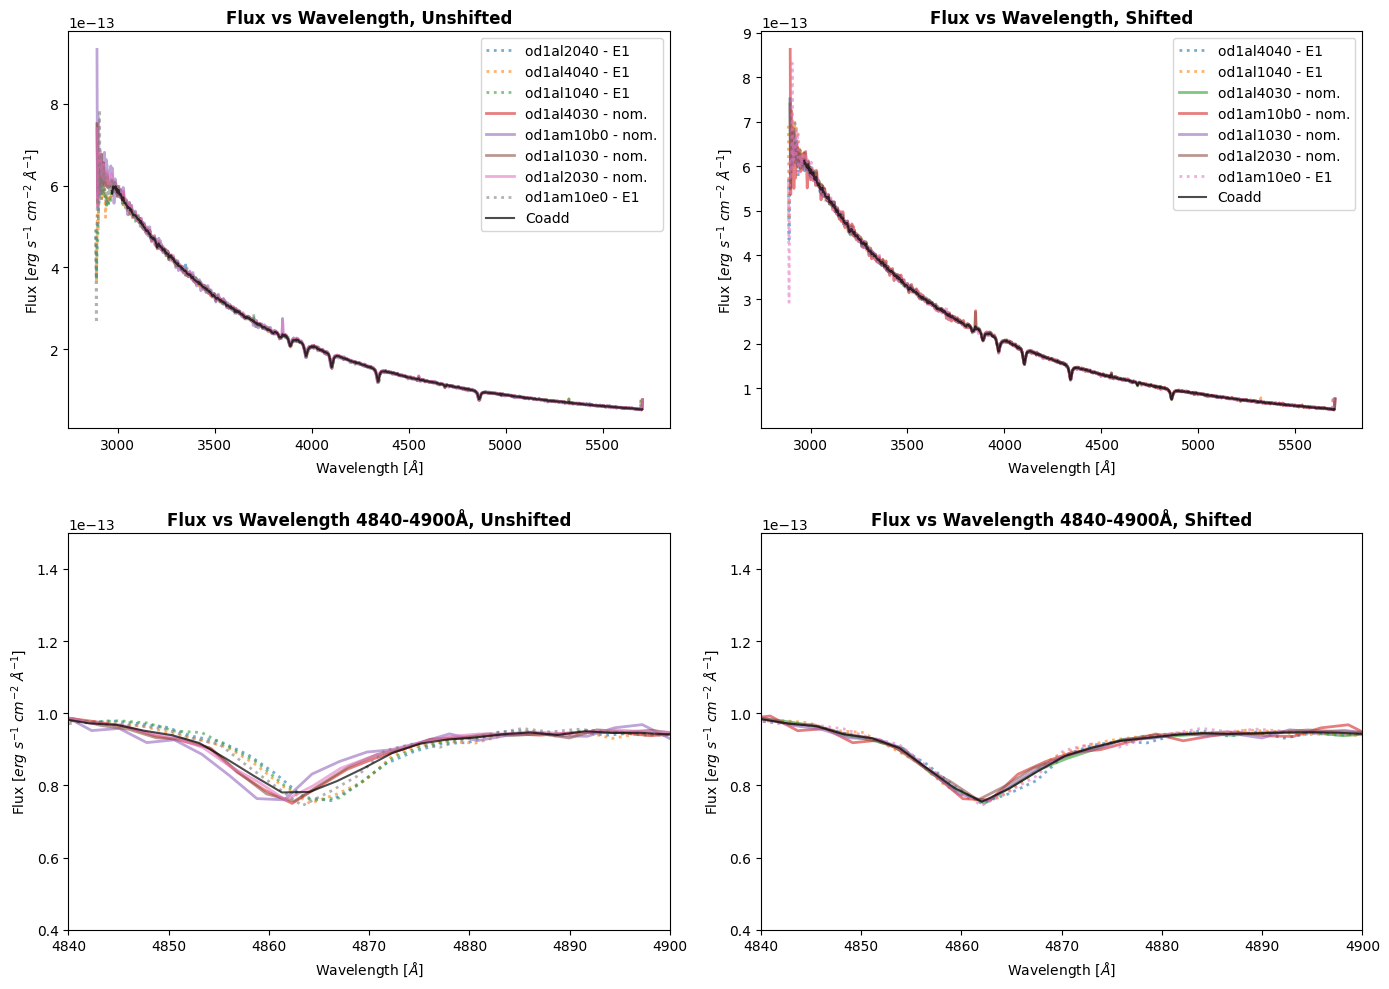 Flux vs Wavelength, Unshifted
1e−13
Flux [erg s−1 cm−2 Å−1]
8
6
4
2
3000 3500 4000 4500 5000 5500
Wavelength [Å]
od1al2040 - E1
od1al4040 - E1
od1al1040 - E1
od1al4030 - nom.
od1am10b0 - nom.
od1al1030 - nom.
od1al2030 - nom.
od1am10e0 - E1
Coadd
Flux vs Wavelength, Shifted
1e−13
Flux [erg s−1 cm−2 Å−1]
9
8
7
6
5
4
3
2
1
3000 3500 4000 4500 5000 5500
Wavelength [Å]
od1al4040 - E1
od1al1040 - E1
od1al4030 - nom.
od1am10b0 - nom.
od1al1030 - nom.
od1al2030 - nom.
od1am10e0 - E1
Coadd
Flux vs Wavelength 4840-4900Å, Unshifted
1e−13
Flux [erg s−1 cm−2 Å−1]
1.4
1.2
1.0
0.8
0.6
0.4
4840 4850 4860 4870 4880 4890 4900
Wavelength [Å]
Flux vs Wavelength 4840-4900Å, Shifted
1e−13
Flux [erg s−1 cm−2 Å−1]
1.4
1.2
1.0
0.8
0.6
0.4
4840 4850 4860 4870 4880 4890 4900
Wavelength [Å]